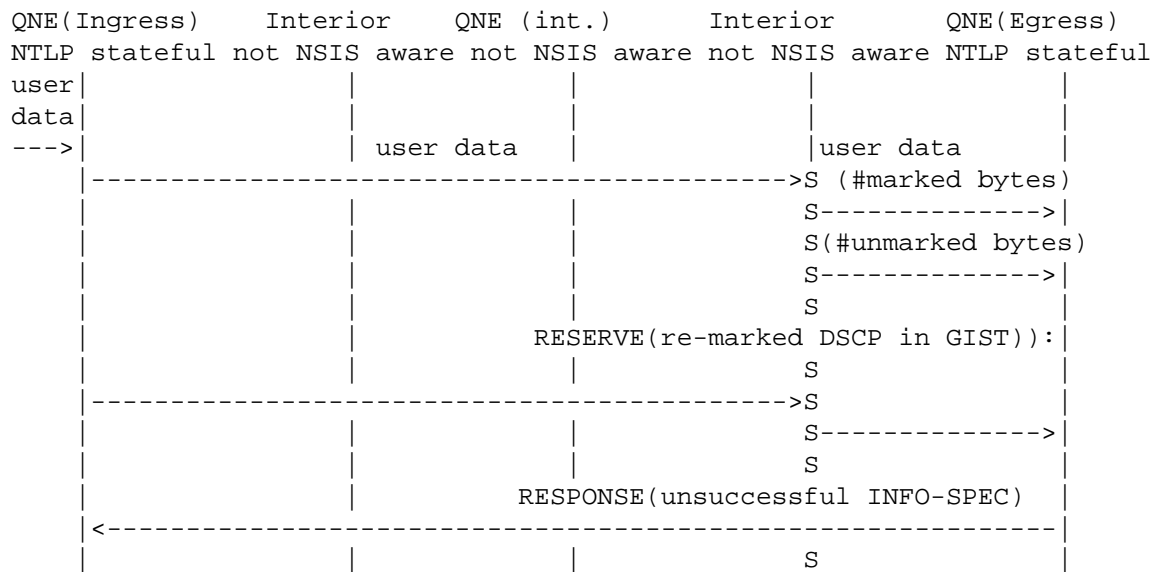 QNE(Ingress) Interior QNE (int.) Interior QNE(Egress)
NTLP stateful not NSIS aware not NSIS aware not NSIS aware NTLP stateful
user| | | | |
data| | | | |
--->| | user data | |user data |
|------------------------------------------->S (#marked bytes)
| | | S-------------->|
| | | S(#unmarked bytes)
| | | S-------------->|
| | | S |
| | RESERVE(re-marked DSCP in GIST)):|
| | | S |
|------------------------------------------->S |
| | | S-------------->|
| | | S |
| | RESPONSE(unsuccessful INFO-SPEC) |
|<------------------------------------------------------------|
| | | S |